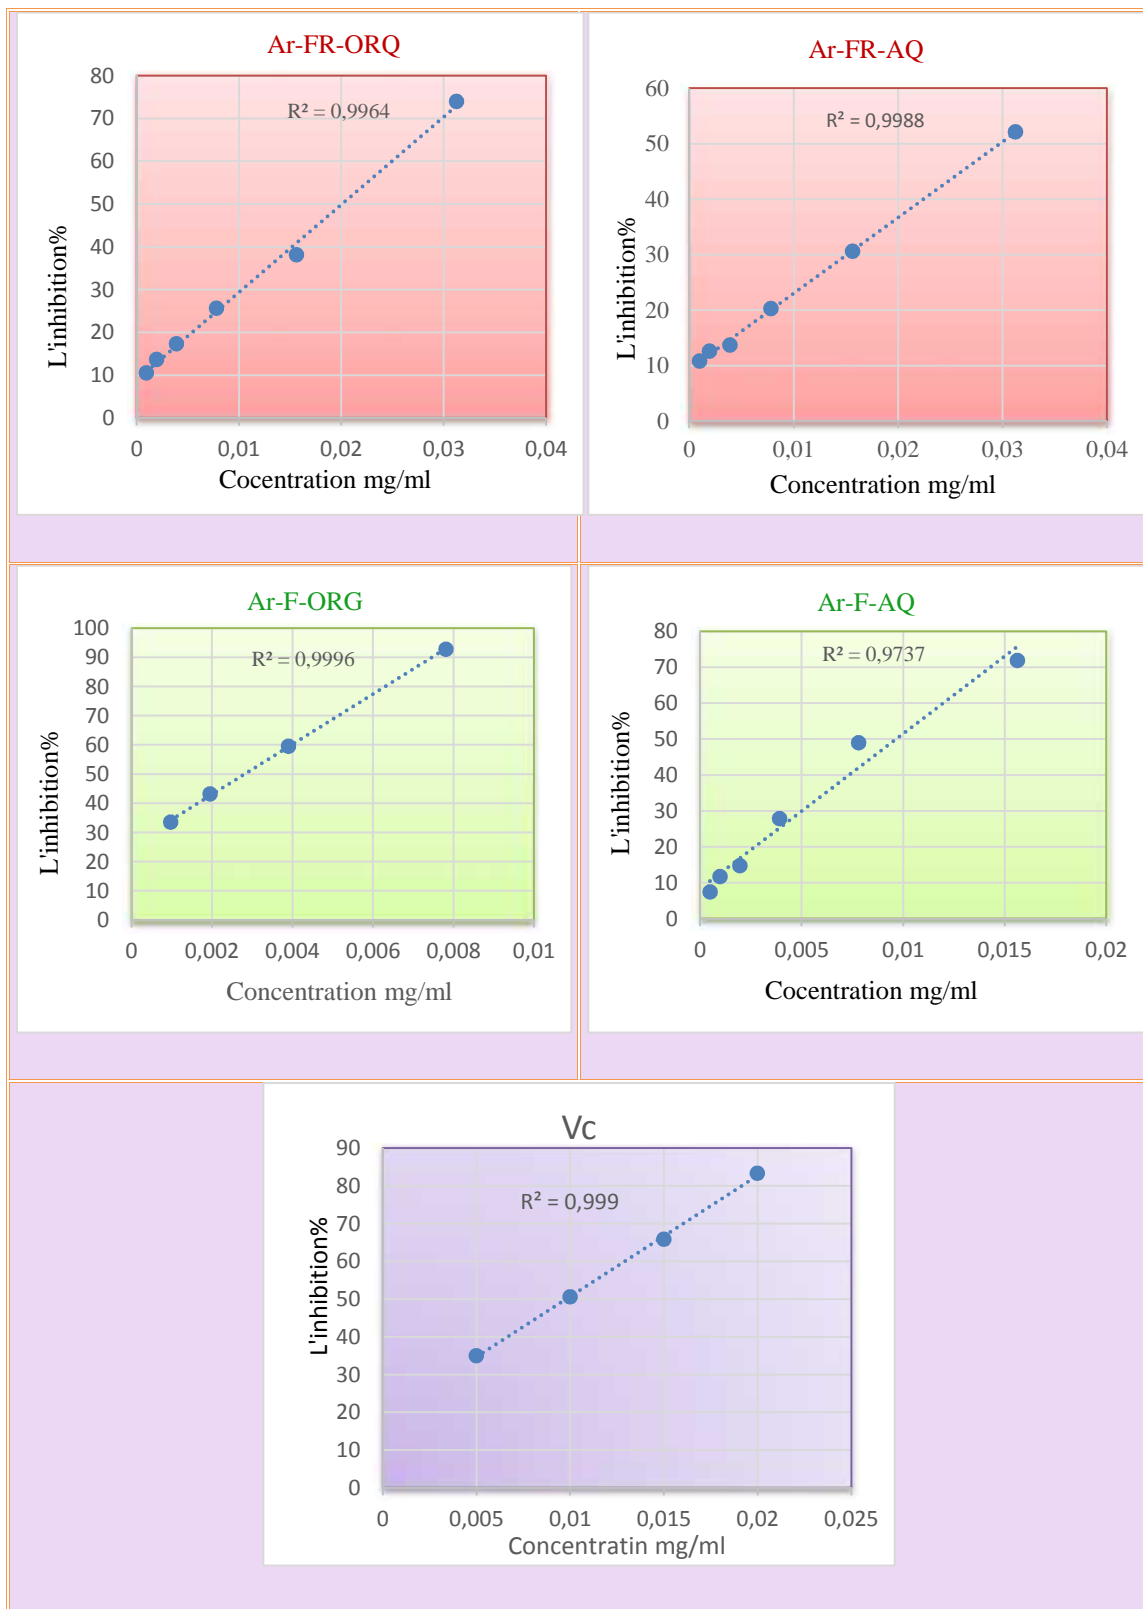 Ar-FR-ORQ
R² = 0,9964
L'inhibition%
80
70
60
50
40
30
20
10
0
0 0,01 0,02 0,03 0,04
Cocentration mg/ml
Ar-FR-AQ
R² = 0,9988
L'inhibition%
60
50
40
30
20
10
0
0 0,01 0,02 0,03 0,04
Concentration mg/ml
Ar-F-ORG
R² = 0,9996
L'inhibition%
100
90
80
70
60
50
40
30
20
10
0
0 0,002 0,004 0,006 0,008 0,01
Concentration mg/ml
Ar-F-AQ
R² = 0,9737
L'inhibition%
80
70
60
50
40
30
20
10
0
0 0,005 0,01 0,015 0,02
Cocentration mg/ml
Vc
R² = 0,999
L'inhibition%
90
80
70
60
50
40
30
20
10
0
0 0,005 0,01 0,015 0,02 0,025
Concentratin mg/ml